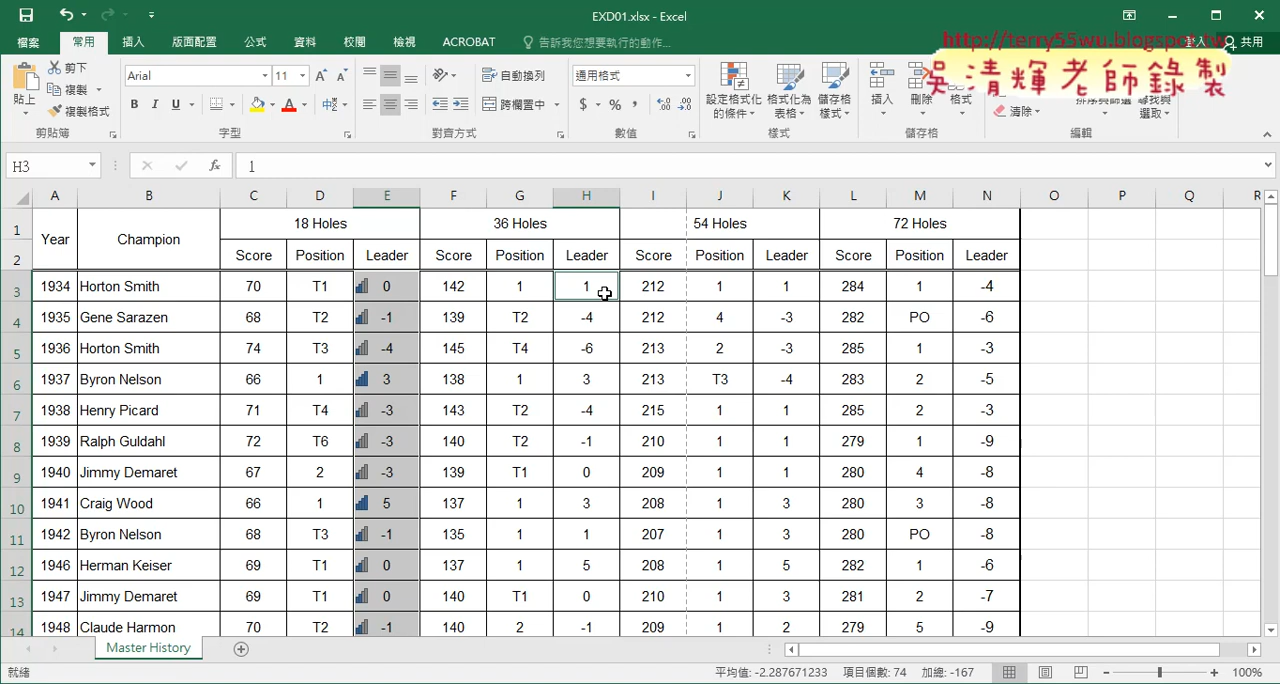 EXD01.xlsx - Excel
檔案 常用 插入 版面配置 公式 資料 校閱 檢視 ACROBAT 告訴我您想要執行的動作... 登入 共用
http://terry55wu.blogspot.tw
吳清輝老師錄製
貼上 剪下 複製 複製格式 剪貼簿
Arial 11 B I U 字型
自動換列 跨欄置中 對齊方式
通用格式 $ % , 數值
設定格式化的條件 格式化為表格 儲存格樣式 樣式
插入 刪除 格式 儲存格
清除 排序與篩選 尋找與選取 編輯
H3 fx 1
A B C D E F G H I J K L M N O P Q R
1 Year Champion 18 Holes 36 Holes 54 Holes 72 Holes
2 Score Position Leader Score Position Leader Score Position Leader Score Position Leader
3 1934 Horton Smith 70 T1 0 142 1 1 212 1 1 284 1 -4
4 1935 Gene Sarazen 68 T2 -1 139 T2 -4 212 4 -3 282 PO -6
5 1936 Horton Smith 74 T3 -4 145 T4 -6 213 2 -3 285 1 -3
6 1937 Byron Nelson 66 1 3 138 1 3 213 T3 -4 283 2 -5
7 1938 Henry Picard 71 T4 -3 143 T2 -4 215 1 1 285 2 -3
8 1939 Ralph Guldahl 72 T6 -3 140 T2 -1 210 1 1 279 1 -9
9 1940 Jimmy Demaret 67 2 -3 139 T1 0 209 1 1 280 4 -8
10 1941 Craig Wood 66 1 5 137 1 3 208 1 3 280 3 -8
11 1942 Byron Nelson 68 T3 -1 135 1 1 207 1 3 280 PO -8
12 1946 Herman Keiser 69 T1 0 137 1 5 208 1 5 282 1 -6
13 1947 Jimmy Demaret 69 T1 0 140 T1 0 210 1 3 281 2 -7
14 1948 Claude Harmon 70 T2 -1 140 2 -1 209 1 2 279 5 -9
Master History
就緒 平均值: -2.287671233 項目個數: 74 加總: -167 100%